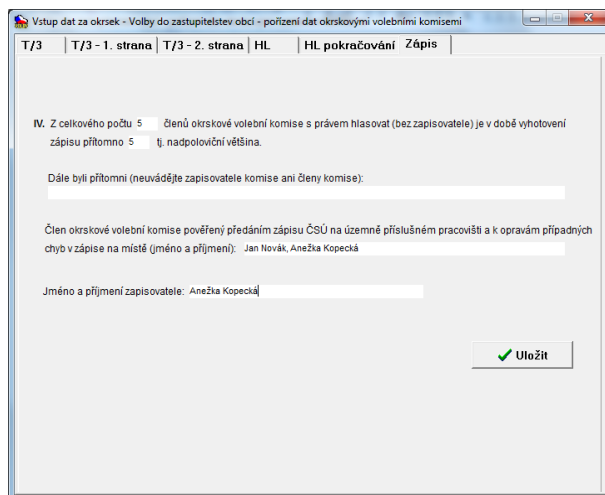 Vstup dat za okrsek - Volby do zastupitelstev obcí - pořízení dat okrskovými volebními komisemi
T/3 T/3 - 1. strana T/3 - 2. strana HL HL pokračování Zápis
IV. Z celkového počtu 5 členů okrskové volební komise s právem hlasovat (bez zapisovatele) je v době vyhotovení
zápisu přítomno 5 tj. nadpoloviční většina.
Dále byli přítomni (neuvádějte zapisovatele komise ani členy komise):
Člen okrskové volební komise pověřený předáním zápisu ČSÚ na územně příslušném pracovišti a k opravám případných
chyb v zápise na místě (jméno a příjmení): Jan Novák, Anežka Kopecká
Jméno a příjmení zapisovatele: Anežka Kopecká
Uložit